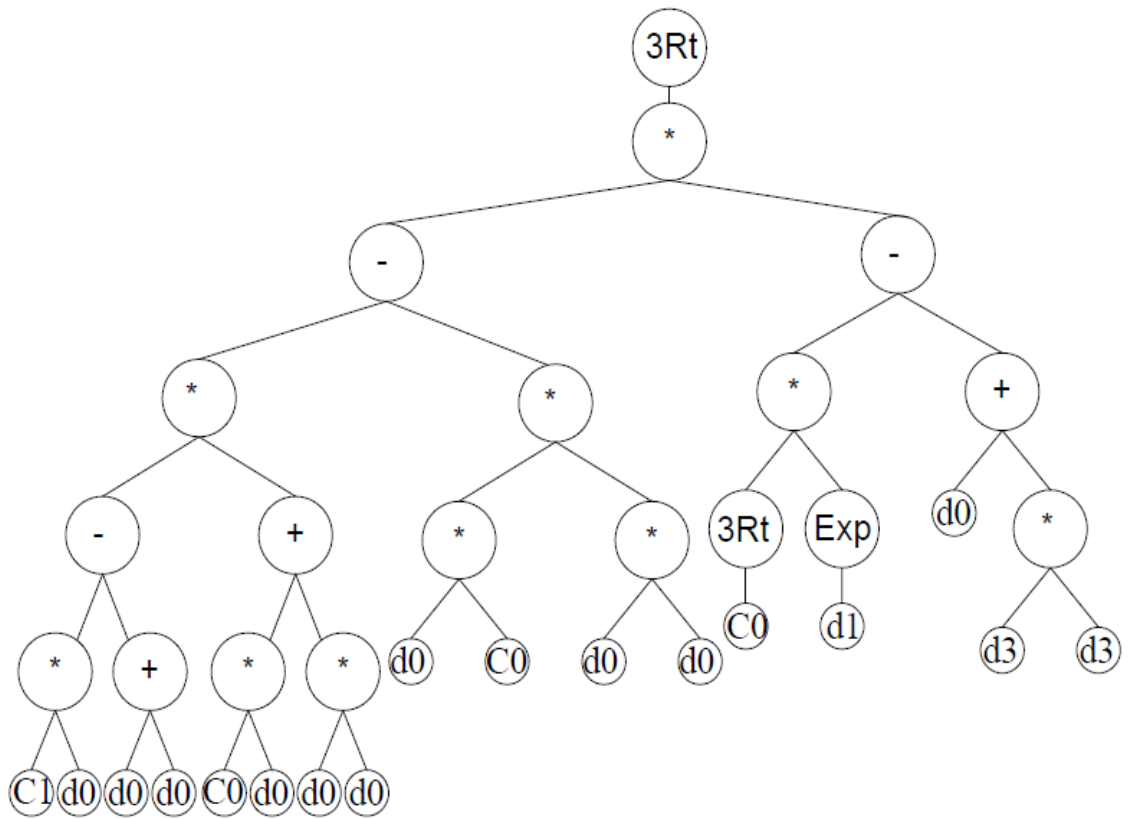 3Rt
*
- -
* * * +
- + * * 3Rt Exp d0 *
* + * * d0 C0 d0 d0 C0 d1 d3 d3
C1 d0 d0 d0 C0 d0 d0 d0